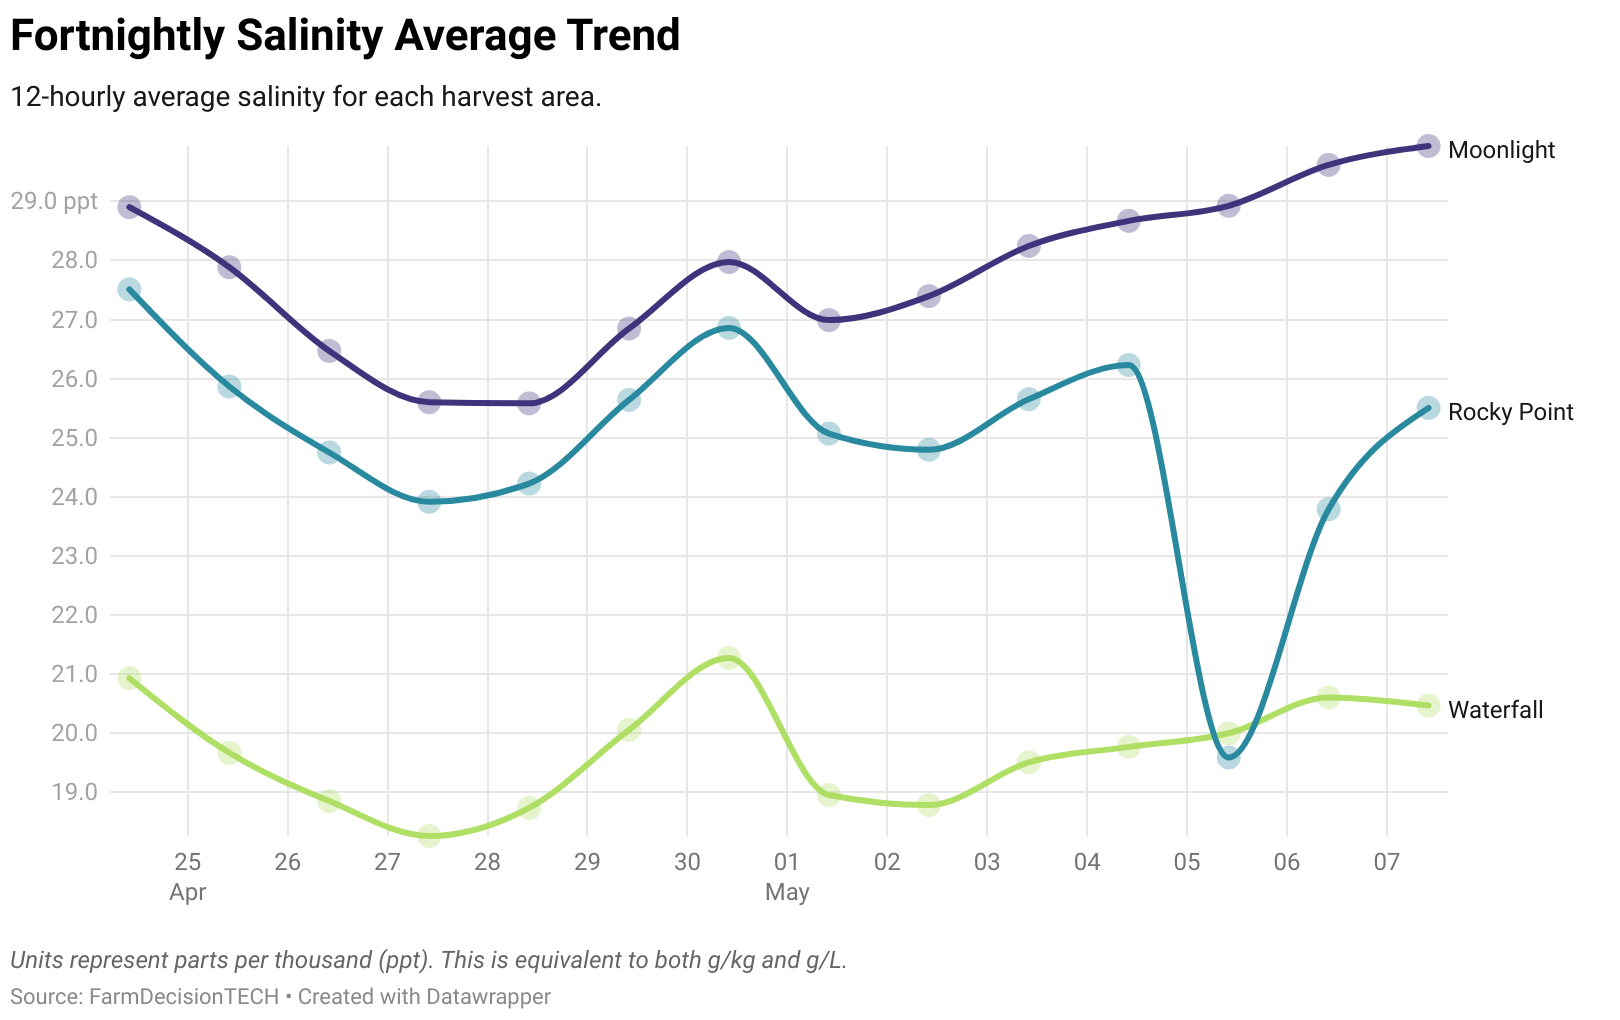 Fortnightly Salinity Average Trend
12-hourly average salinity for each harvest area.
Moonlight
29.0 ppt
28.0
27.0
26.0
Rocky Point
25.0
24.0
23.0
22.0
21.0
Waterfall
20.0
19.0
25 26 27 28 29 30 01 02 03 04 05 06 07
Apr May
Units represent parts per thousand (ppt). This is equivalent to both g/kg and g/L.
Source: FarmDecisionTECH • Created with Datawrapper